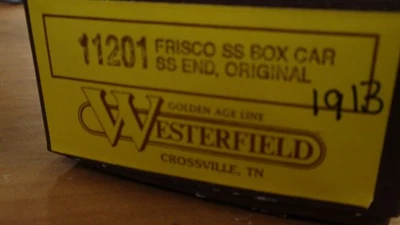 11201 FRISCO SS BOX CAR
SS END, ORIGINAL
1913
GOLDEN AGE LINE
WESTERFIELD
CROSSVILLE, TN